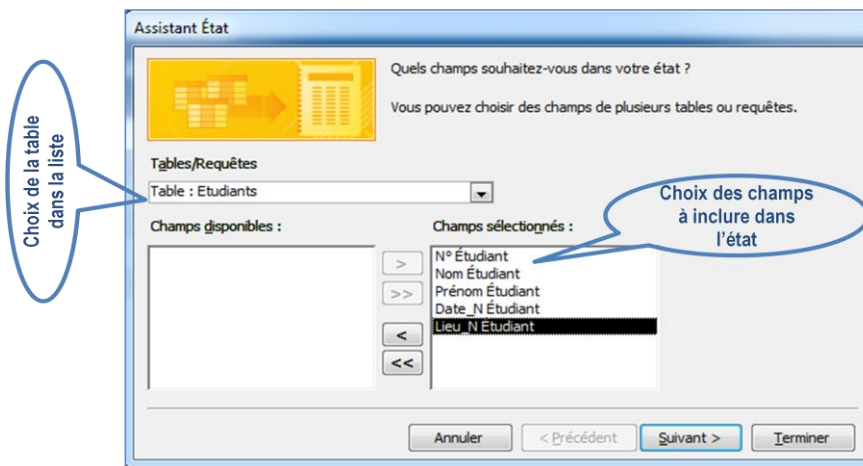 Assistant État
Quels champs souhaitez-vous dans votre état ?
Vous pouvez choisir des champs de plusieurs tables ou requêtes.
Choix de la table
dans la liste
Tables/Requêtes
Table : Etudiants
Choix des champs
à inclure dans
l'état
Champs disponibles :
Champs sélectionnés :
>
>>
<
<<
N° Étudiant
Nom Étudiant
Prénom Étudiant
Date_N Étudiant
Lieu_N Étudiant
Annuler
< Précédent
Suivant >
Terminer